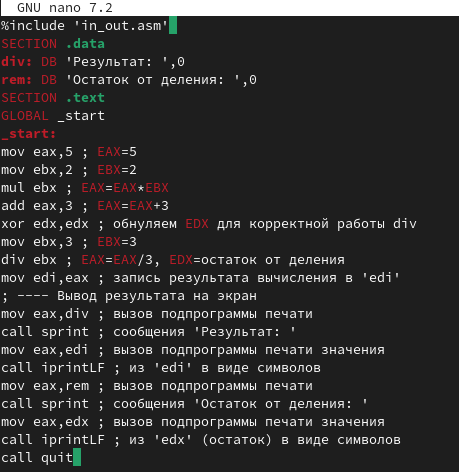 GNU nano 7.2
%include 'in_out.asm'
SECTION .data
div: DB 'Результат: ',0
rem: DB 'Остаток от деления: ',0
SECTION .text
GLOBAL _start
_start:
mov eax,5 ; EAX=5
mov ebx,2 ; EBX=2
mul ebx ; EAX=EAX*EBX
add eax,3 ; EAX=EAX+3
xor edx,edx ; обнуляем EDX для корректной работы div
mov ebx,3 ; EBX=3
div ebx ; EAX=EAX/3, EDX=остаток от деления
mov edi,eax ; запись результата вычисления в 'edi'
; ---- Вывод результата на экран
mov eax,div ; вызов подпрограммы печати
call sprint ; сообщения 'Результат: '
mov eax,edi ; вызов подпрограммы печати значения
call iprintLF ; из 'edi' в виде символов
mov eax,rem ; вызов подпрограммы печати
call sprint ; сообщения 'Остаток от деления: '
mov eax,edx ; вызов подпрограммы печати значения
call iprintLF ; из 'edx' (остаток) в виде символов
call quit